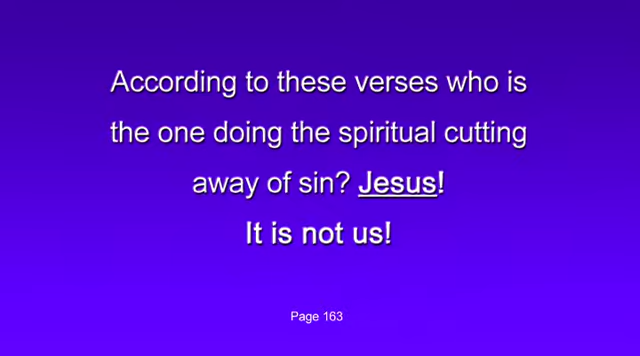 According to these verses who is
the one doing the spiritual cutting
away of sin? Jesus!
It is not us!
Page 163